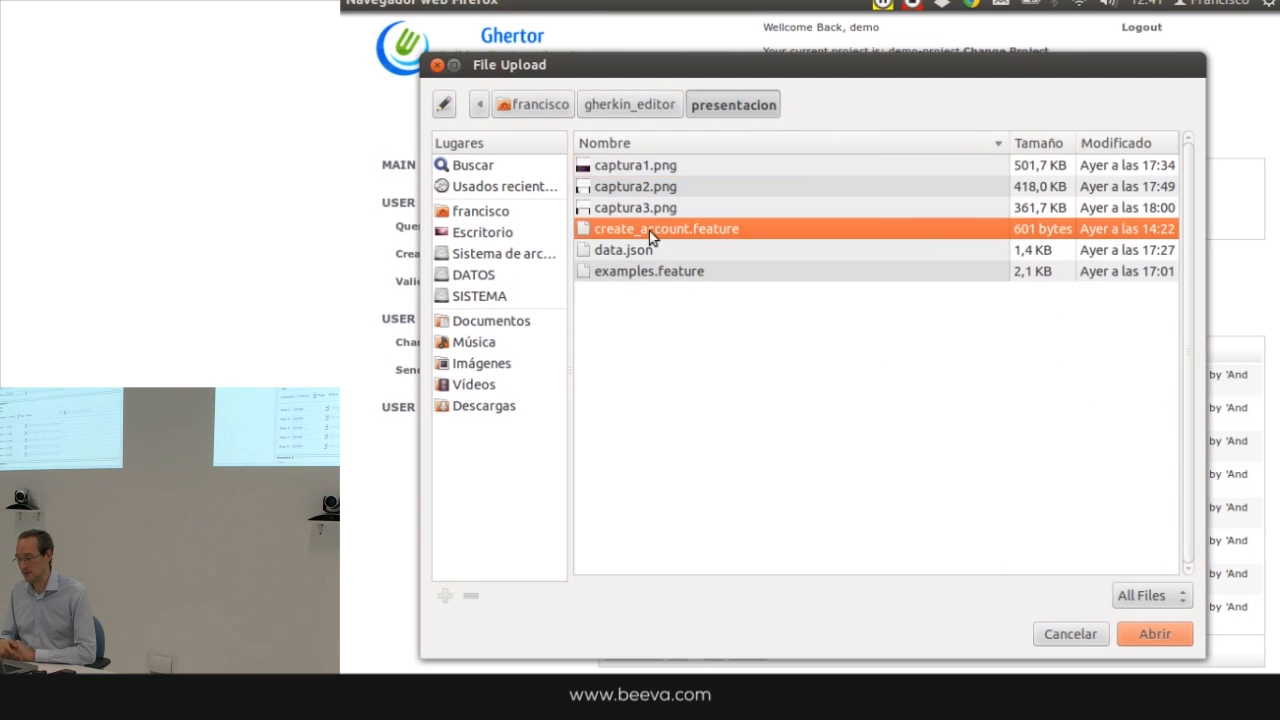 Navegador web Firefox
12:41 Francisco
Ghertor
Welcome Back, demo
Logout
Your current project is: demo-project Change Project
File Upload
francisco
gherkin_editor
presentacion
Lugares
Nombre
Tamaño
Modificado
Buscar
captura1.png
501,7 KB
Ayer a las 17:34
Usados recient...
captura2.png
418,0 KB
Ayer a las 17:49
captura3.png
361,7 KB
Ayer a las 18:00
francisco
create_account.feature
601 bytes
Ayer a las 14:22
Escritorio
data.json
1,4 KB
Ayer a las 17:27
Sistema de arc...
examples.feature
2,1 KB
Ayer a las 17:01
DATOS
SISTEMA
Documentos
Música
Imágenes
Vídeos
Descargas
MAIN
USER
Que
Crea
Vali
USER
Cha
Sen
USER
by 'And
by 'And
by 'And
by 'And
by 'And
by 'And
by 'And
by 'And
All Files
Cancelar
Abrir
www.beeva.com